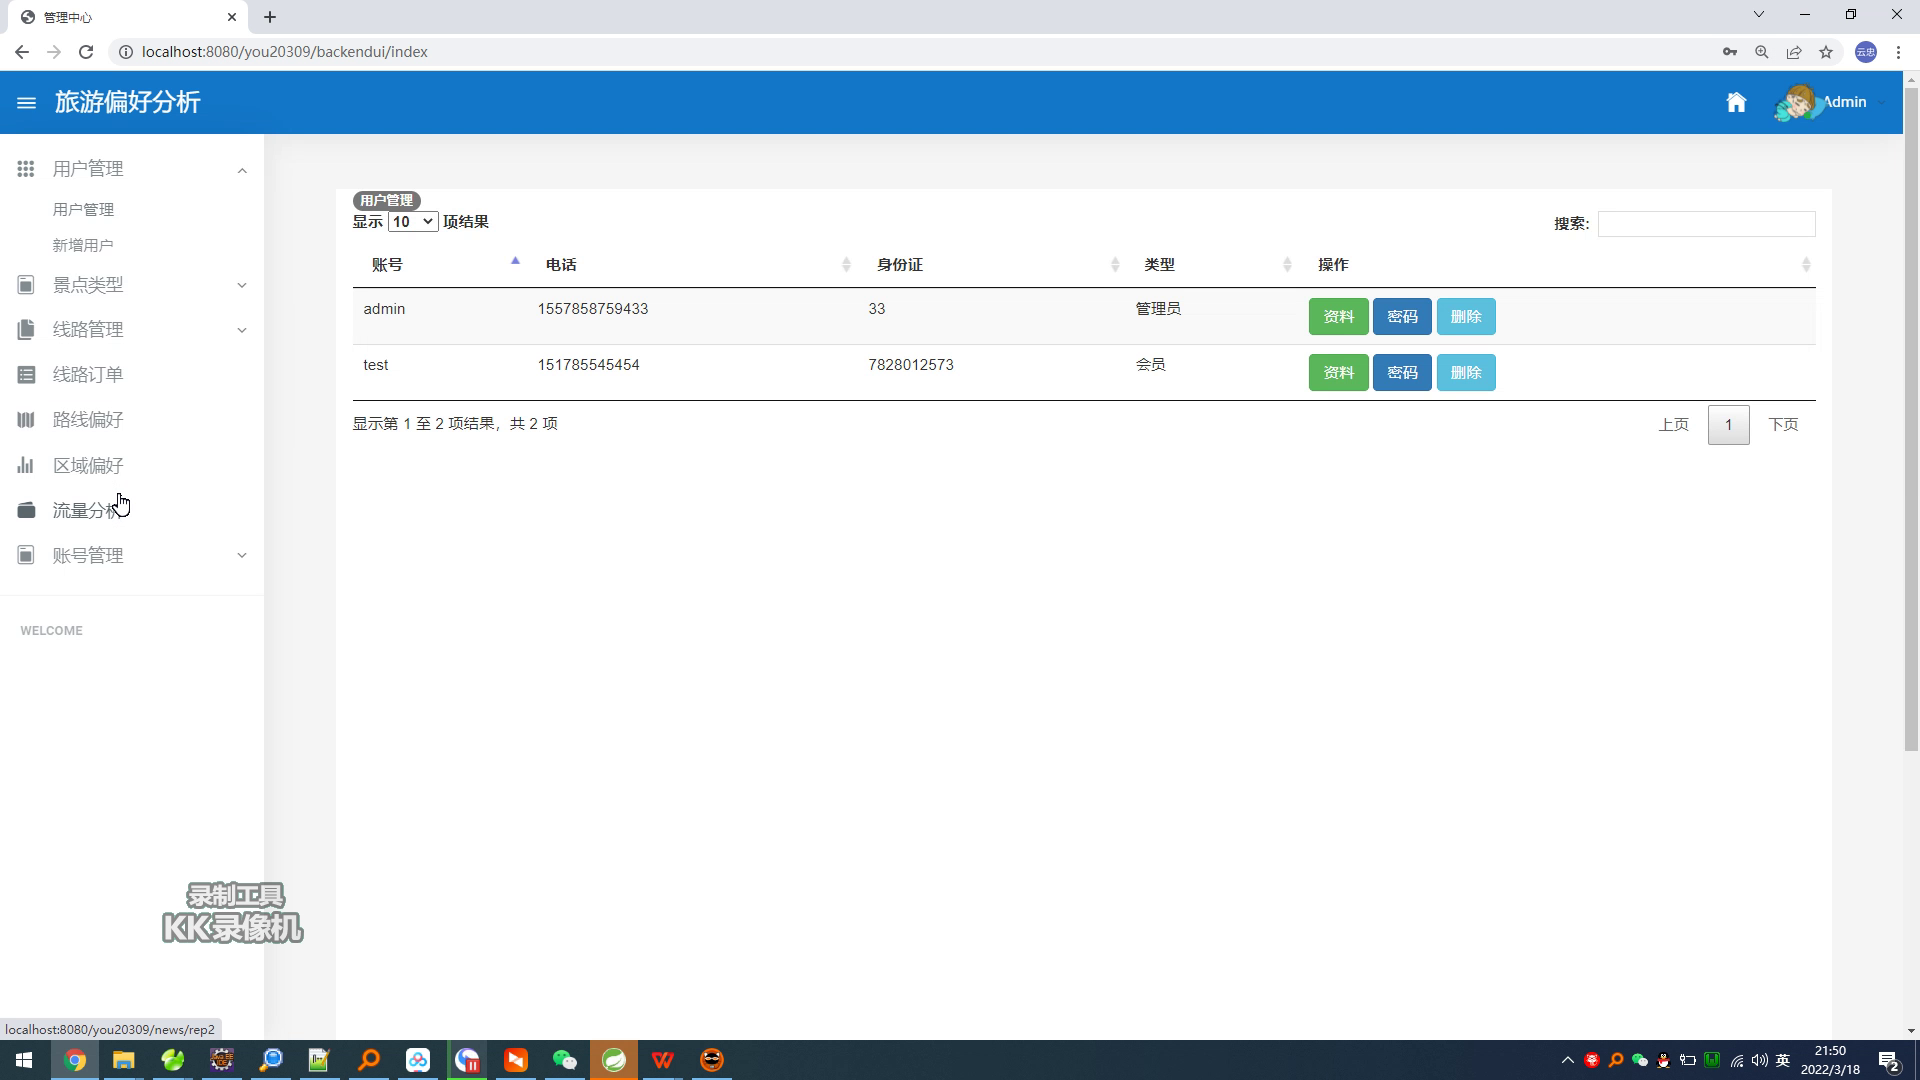 管理中心
localhost:8080/you20309/backendui/index
云忠
旅游偏好分析
Admin
用户管理
用户管理
新增用户
景点类型
线路管理
线路订单
路线偏好
区域偏好
流量分析
账号管理
WELCOME
用户管理
显示 10 项结果
搜索:
账号 电话 身份证 类型 操作
admin 1557858759433 33 管理员 资料 密码 删除
test 151785545454 7828012573 会员 资料 密码 删除
显示第 1 至 2 项结果，共 2 项
上页 1 下页
录制工具
KK录像机
localhost:8080/you20309/news/rep2
英
21:50
2022/3/18
2